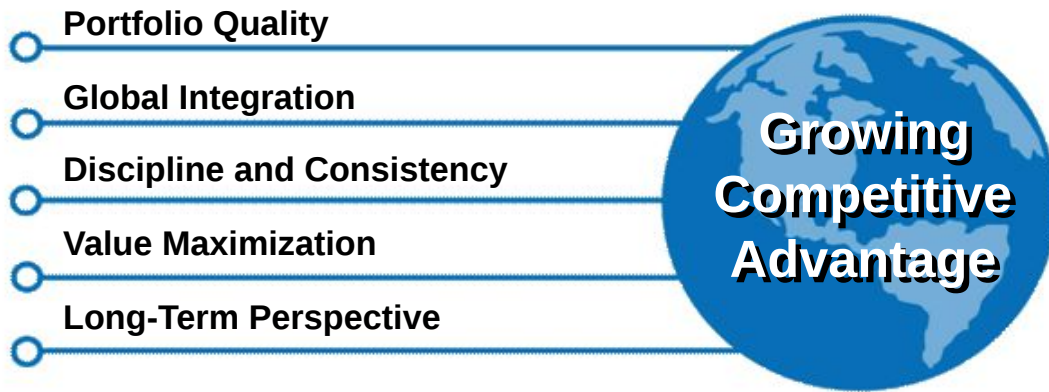 Portfolio Quality
Global Integration
Discipline and Consistency
Value Maximization
Long-Term Perspective
Growing
Competitive
Advantage